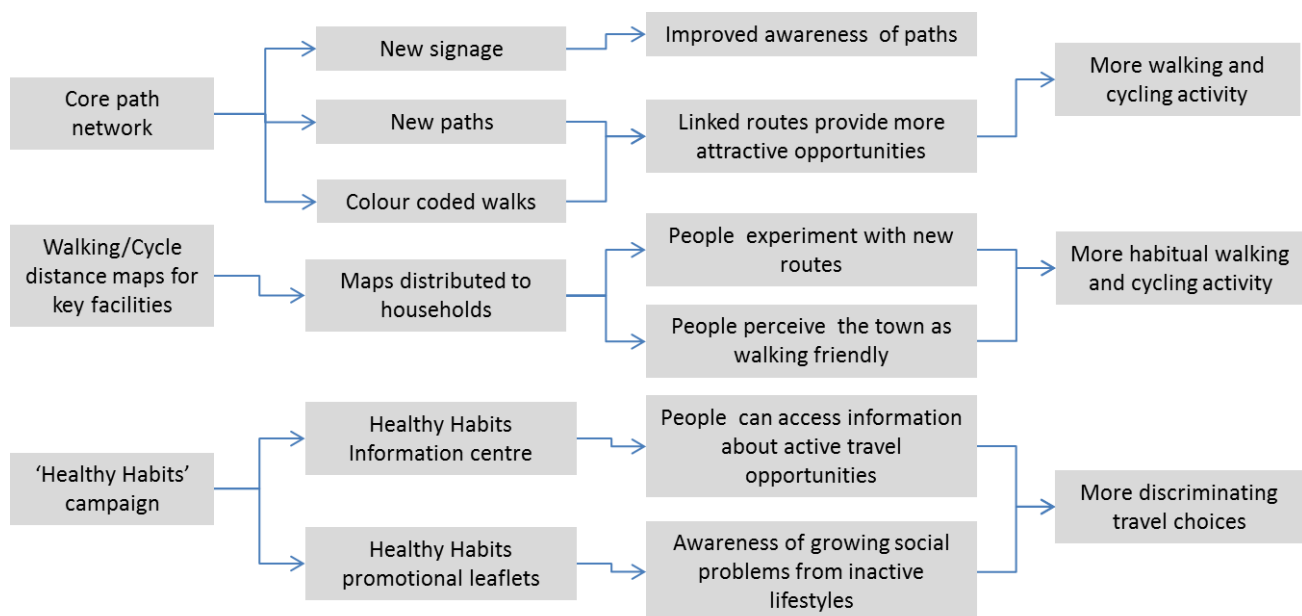 Core path
network
New signage
New paths
Colour coded walks
Improved awareness of paths
Linked routes provide more
attractive opportunities
More walking and
cycling activity
Walking/Cycle
distance maps for
key facilities
Maps distributed to
households
People experiment with new
routes
People perceive the town as
walking friendly
More habitual walking
and cycling activity
‘Healthy Habits’
campaign
Healthy Habits
Information centre
Healthy Habits
promotional leaflets
People can access information
about active travel
opportunities
Awareness of growing social
problems from inactive
lifestyles
More discriminating
travel choices